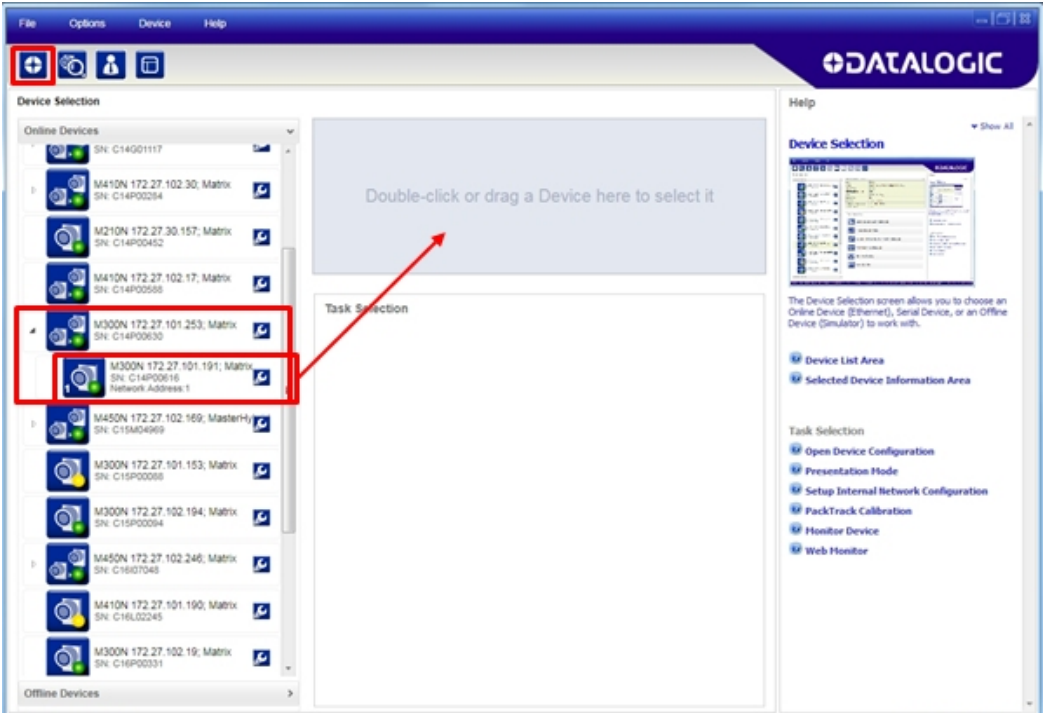 File Options Device Help
DATALOGIC
Device Selection
Online Devices
SN: C14G01117
M410N 172.27.102.30; Matrix
SN: C14P00284
M210N 172.27.30.157; Matrix
SN: C14P00452
M410N 172.27.102.17; Matrix
SN: C14P00588
M300N 172.27.101.253; Matrix
SN: C14P00630
1
M300N 172.27.101.191; Matrix
SN: C14P00616
Network Address:1
M450N 172.27.102.169; MasterHy
SN: C15M04969
M300N 172.27.101.153; Matrix
SN: C15P00088
M300N 172.27.102.194; Matrix
SN: C15P00094
M450N 172.27.102.246; Matrix
SN: C16I07048
M410N 172.27.101.190; Matrix
SN: C16L02245
M300N 172.27.102.19; Matrix
SN: C16P00331
Offline Devices
Double-click or drag a Device here to select it
Task Selection
Help
Show All
Device Selection
The Device Selection screen allows you to choose an
Online Device (Ethernet), Serial Device, or an Offline
Device (Simulator) to work with.
Device List Area
Selected Device Information Area
Task Selection
Open Device Configuration
Presentation Mode
Setup Internal Network Configuration
PackTrack Calibration
Monitor Device
Web Monitor